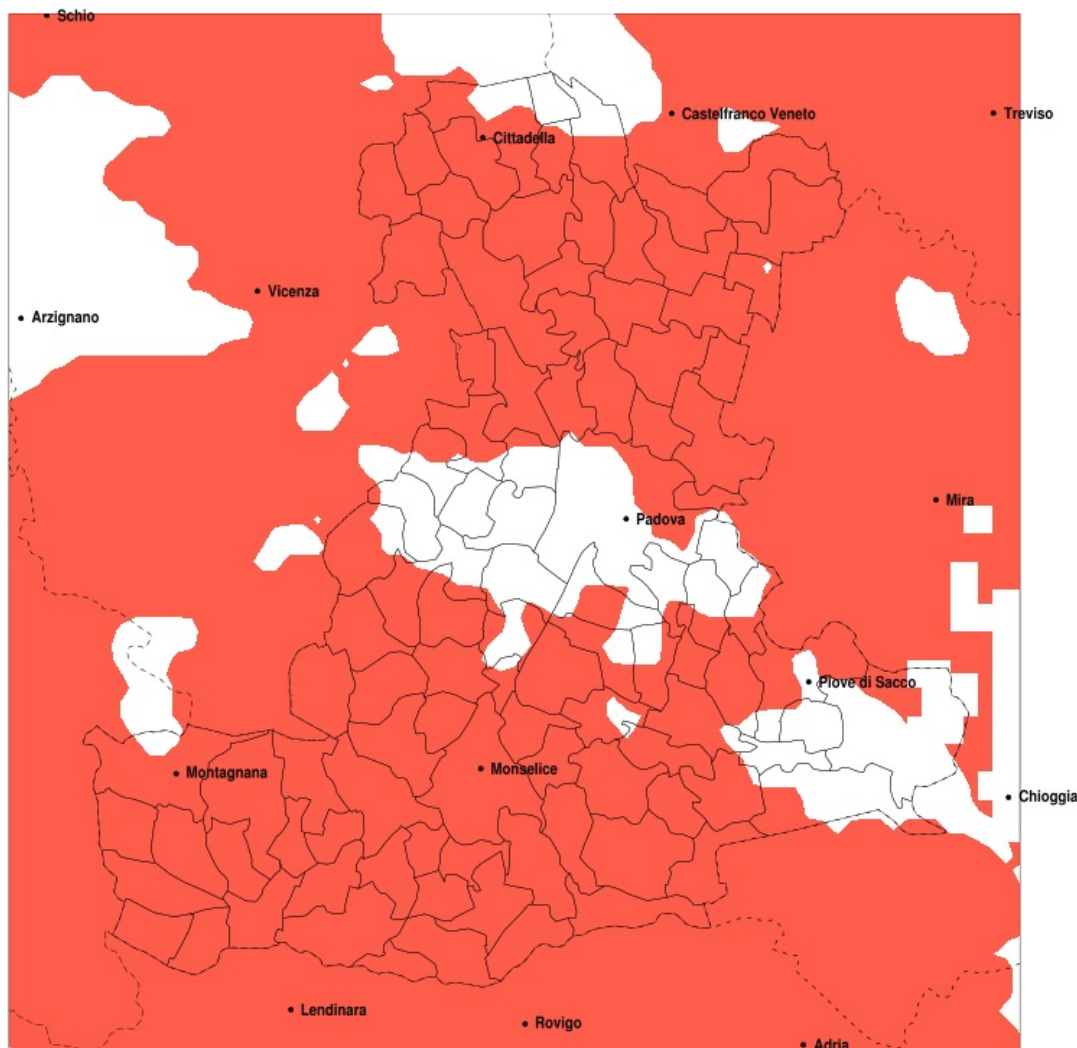 Schio
Castelfranco Veneto
Treviso
Cittadella
Vicenza
Arzignano
Mira
Padova
Piove di Sacco
Monselice
Montagnana
Chioggia
Lendinara
Rovigo
Adria